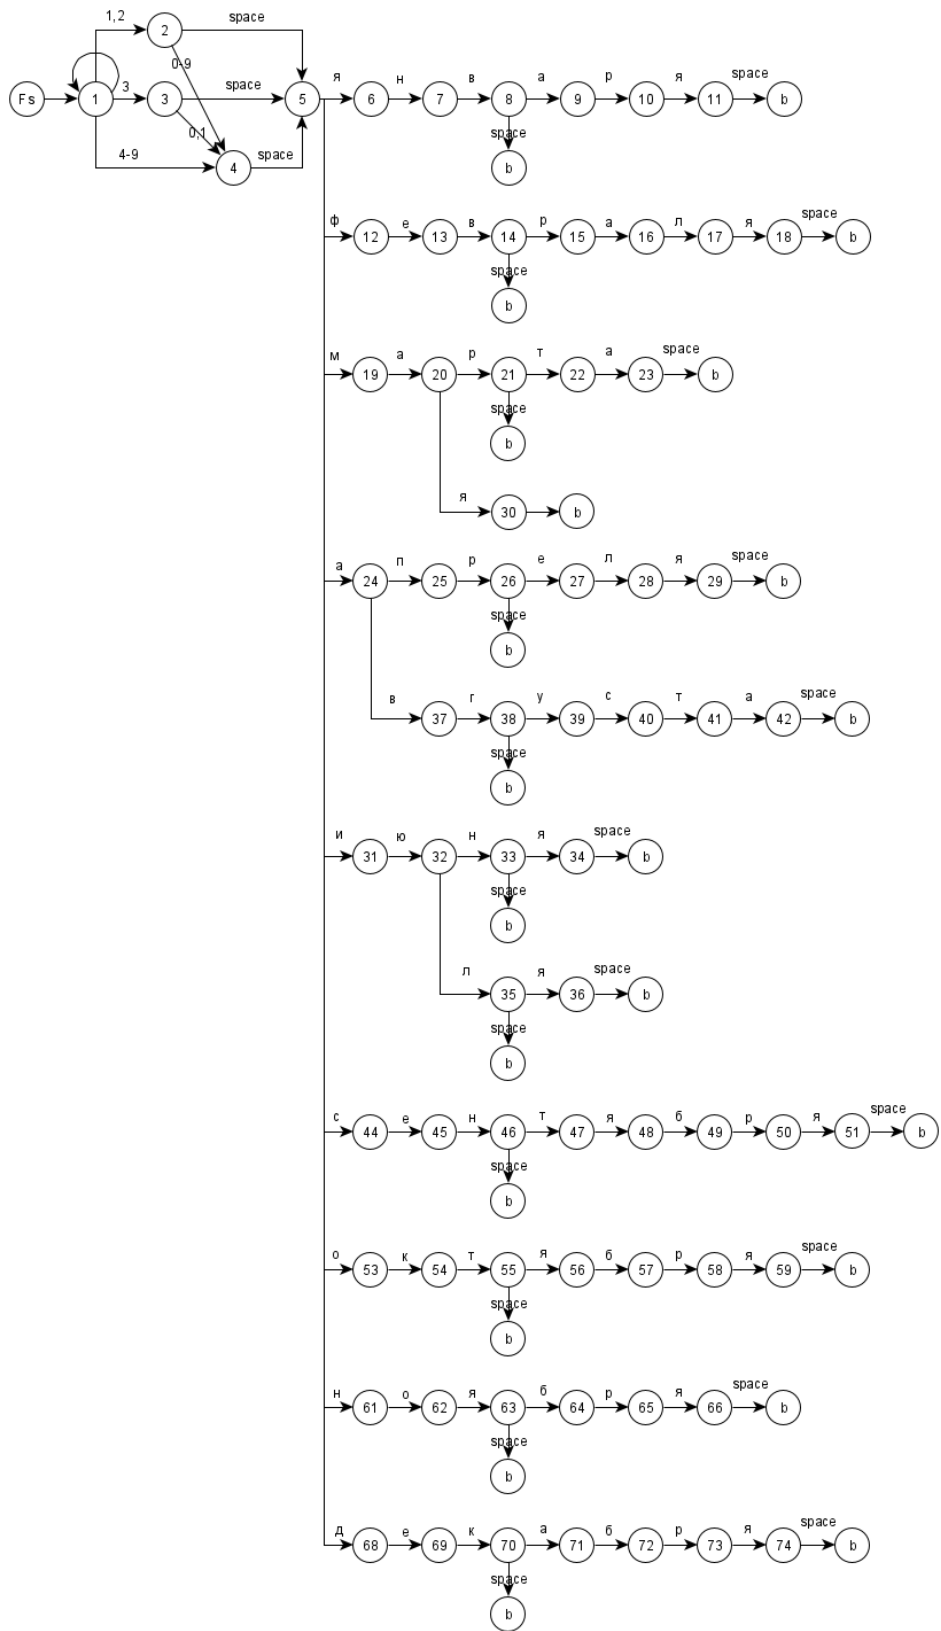 1,2 2 space
0-9
Fs 1 3 3 space 5 я 6 н 7 в 8 а 9 р 10 я 11 space b
0,1 space
4-9 4 space b
ф 12 е 13 в 14 р 15 а 16 л 17 я 18 space b
space
b
м 19 а 20 р 21 т 22 а 23 space b
space
b
я 30 b
а 24 п 25 р 26 е 27 л 28 я 29 space b
space
b
в 37 г 38 у 39 с 40 т 41 а 42 space b
space
b
и 31 ю 32 н 33 я 34 space b
space
b
л 35 я 36 space b
space
b
с 44 е 45 н 46 т 47 я 48 б 49 р 50 я 51 space b
space
b
о 53 к 54 т 55 я 56 б 57 р 58 я 59 space b
space
b
н 61 о 62 я 63 б 64 р 65 я 66 space b
space
b
д 68 е 69 к 70 а 71 б 72 р 73 я 74 space b
space
b